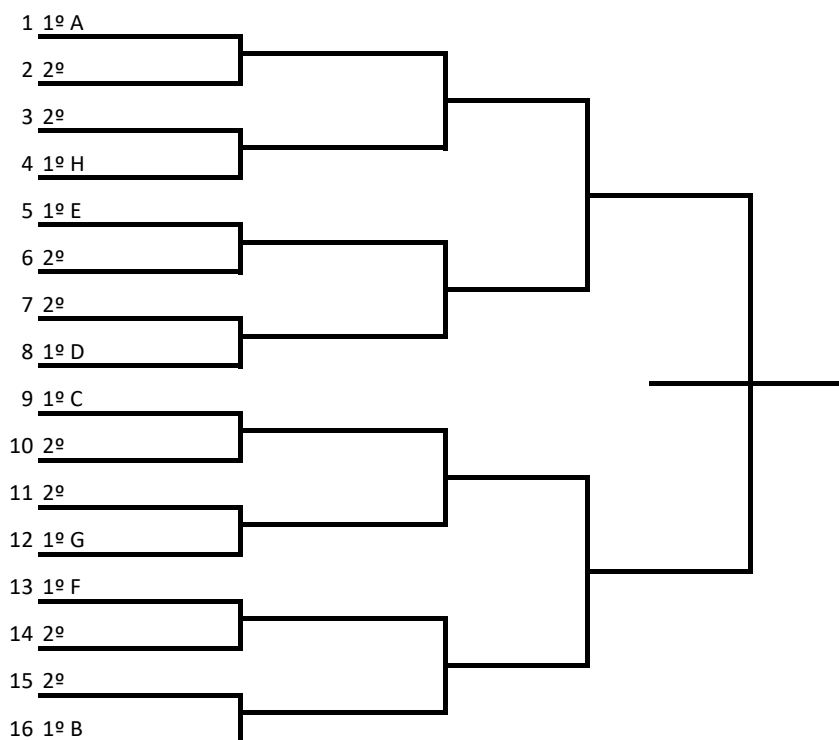 1 1º A
2 2º
3 2º
4 1º H
5 1º E
6 2º
7 2º
8 1º D
9 1º C
10 2º
11 2º
12 1º G
13 1º F
14 2º
15 2º
16 1º B